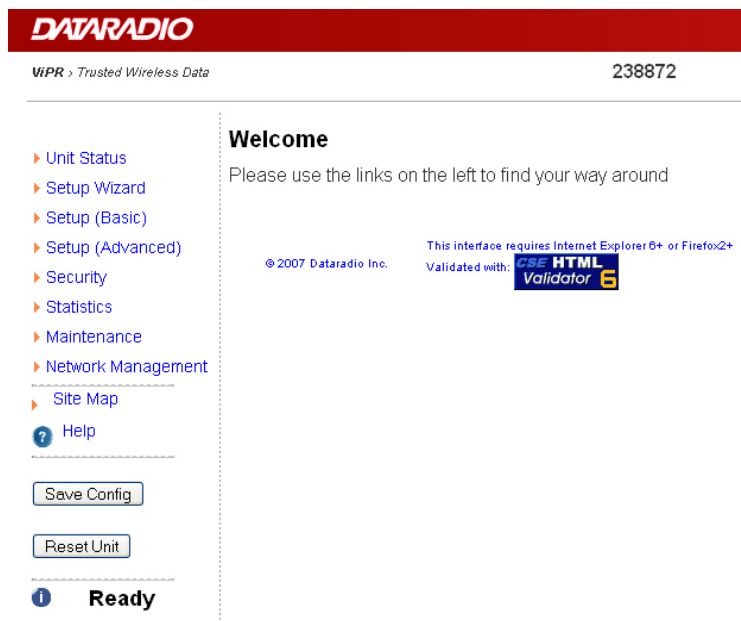 DATARADIO
ViPR › Trusted Wireless Data
238872
Unit Status
Setup Wizard
Setup (Basic)
Setup (Advanced)
Security
Statistics
Maintenance
Network Management
Site Map
Help
Save Config
Reset Unit
Ready
Welcome
Please use the links on the left to find your way around
© 2007 Dataradio Inc.
This interface requires Internet Explorer 6+ or Firefox2+
Validated with: CSE HTML Validator 6